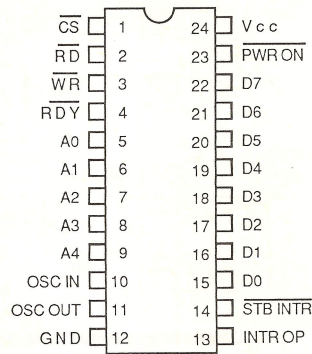 CS 1 24 Vcc
RD 2 23 PWR ON
WR 3 22 D7
RDY 4 21 D6
A0 5 20 D5
A1 6 19 D4
A2 7 18 D3
A3 8 17 D2
A4 9 16 D1
OSC IN 10 15 D0
OSC OUT 11 14 STB INTR
GND 12 13 INTR OP